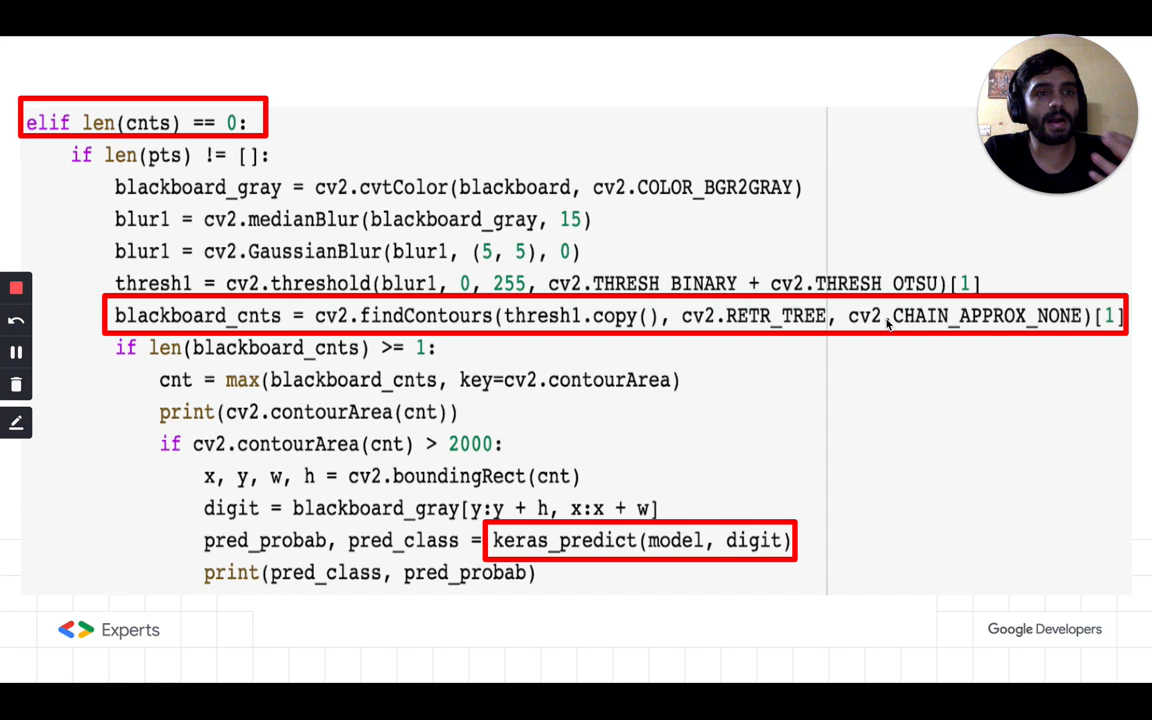 elif len(cnts) == 0:
    if len(pts) != []:
        blackboard_gray = cv2.cvtColor(blackboard, cv2.COLOR_BGR2GRAY)
        blur1 = cv2.medianBlur(blackboard_gray, 15)
        blur1 = cv2.GaussianBlur(blur1, (5, 5), 0)
        thresh1 = cv2.threshold(blur1, 0, 255, cv2.THRESH_BINARY + cv2.THRESH_OTSU)[1]
        blackboard_cnts = cv2.findContours(thresh1.copy(), cv2.RETR_TREE, cv2.CHAIN_APPROX_NONE)[1]
        if len(blackboard_cnts) >= 1:
            cnt = max(blackboard_cnts, key=cv2.contourArea)
            print(cv2.contourArea(cnt))
            if cv2.contourArea(cnt) > 2000:
                x, y, w, h = cv2.boundingRect(cnt)
                digit = blackboard_gray[y:y + h, x:x + w]
                pred_probab, pred_class = keras_predict(model, digit)
                print(pred_class, pred_probab)
Experts
Google Developers